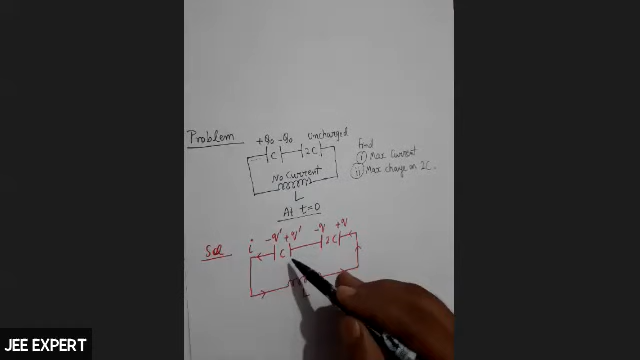 Problem
+Q₀ -Q₀ Uncharged
C 2C
No Current
L
At t=0
Find
(i) Max Current
(ii) Max charge on 2C.
Sol
i -q' +q' -q +q
C 2C
L
JEE EXPERT